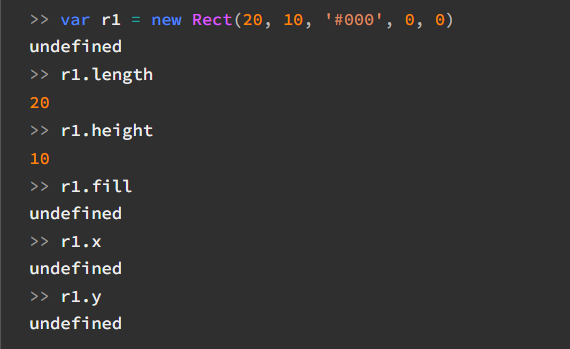 >> var r1 = new Rect(20, 10, '#000', 0, 0)
undefined
>> r1.length
20
>> r1.height
10
>> r1.fill
undefined
>> r1.x
undefined
>> r1.y
undefined